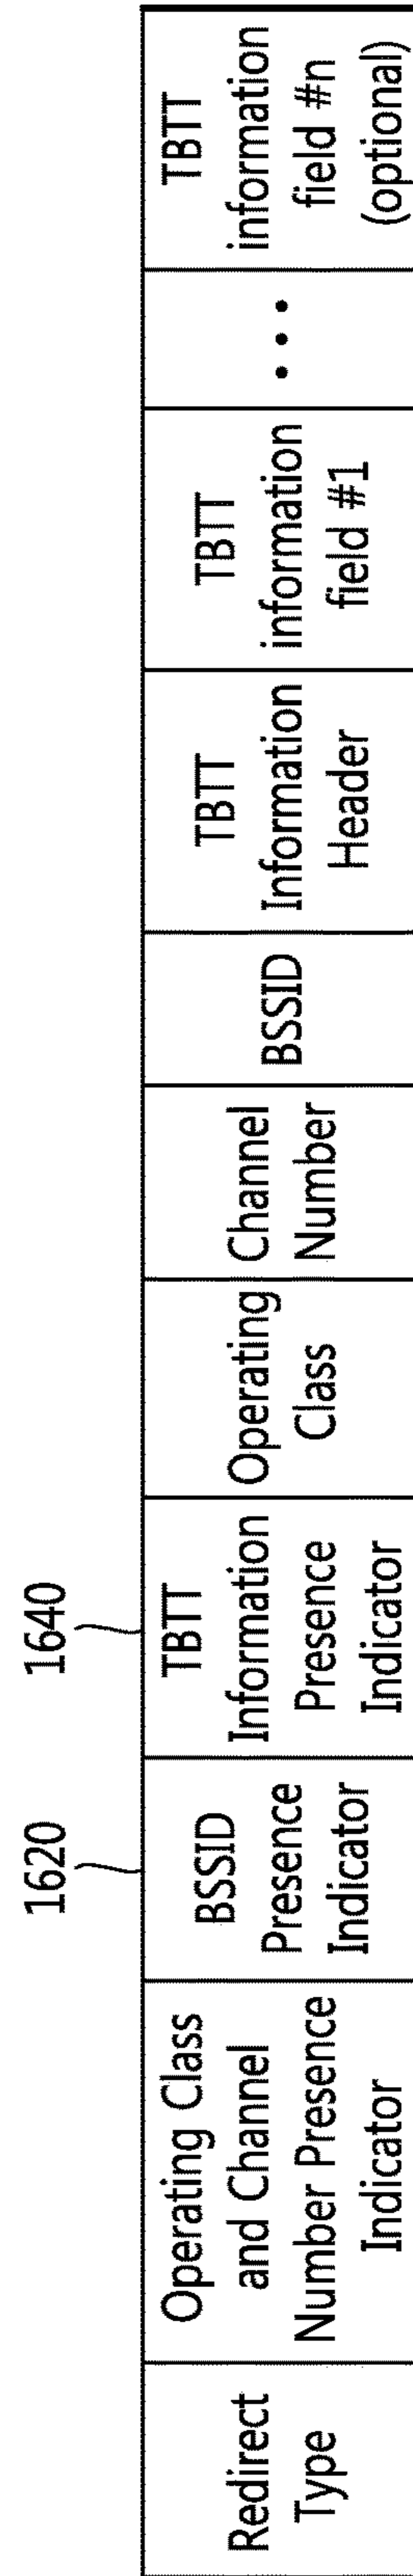 1620
1640
Redirect
Type
Operating Class
and Channel
Number Presence
Indicator
BSSID
Presence
Indicator
TBTT
Information
Presence
Indicator
Operating
Class
Channel
Number
BSSID
TBTT
Information
Header
TBTT
information
field #1
• • •
TBTT
information
field #n
(optional)